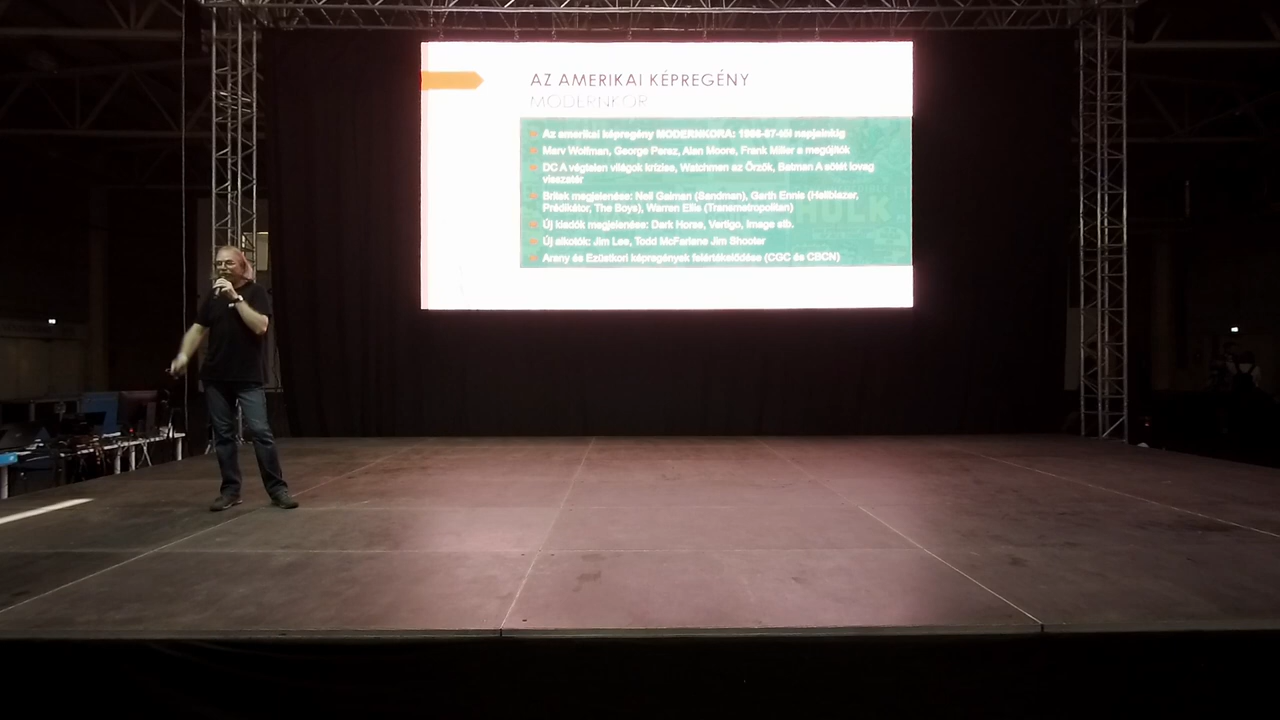 AZ AMERIKAI KÉPREGÉNY
MODERNKOR
Az amerikai képregény MODERNKORA: 1986-87-től napjainkig
Marv Wolfman, George Perez, Alan Moore, Frank Miller a megújítók
DC A végtelen világok krízise, Watchmen az Őrzők, Batman A sötét lovag
visszatér
Britek megjelenése: Neil Gaiman (Sandman), Garth Ennis (Hellblazer,
Prédikátor, The Boys), Warren Ellis (Transmetropolitan)
HULK
Új kiadók megjelenése: Dark Horse, Vertigo, Image stb.
Új alkotók: Jim Lee, Todd McFarlane Jim Shooter
Arany és Ezüstkori képregények felértékelődése (CGC és CBCN)